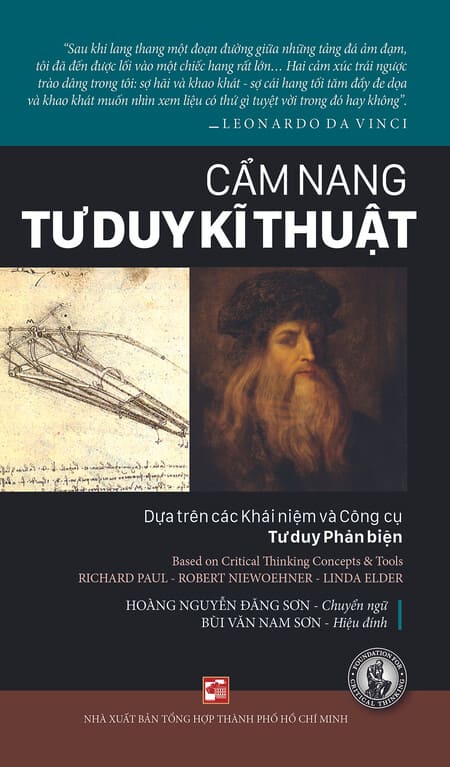 “Sau khi lang thang một đoạn đường giữa những tảng đá ảm đạm,
tôi đã đến được lối vào một chiếc hang rất lớn… Hai cảm xúc trái ngược
trào dâng trong tôi: sợ hãi và khao khát - sợ cái hang tối tăm đầy đe dọa
và khao khát muốn nhìn xem liệu có thứ gì tuyệt vời trong đó hay không”.
— LEONARDO DA VINCI
CẨM NANG
TƯ DUY KĨ THUẬT
Dựa trên các Khái niệm và Công cụ
Tư duy Phản biện
Based on Critical Thinking Concepts & Tools
RICHARD PAUL - ROBERT NIEWOEHNER - LINDA ELDER
HOÀNG NGUYỄN ĐĂNG SƠN - Chuyển ngữ
BÙI VĂN NAM SƠN - Hiệu đính
FOUNDATION FOR
CRITICAL THINKING
NHÀ XUẤT BẢN TỔNG HỢP THÀNH PHỐ HỒ CHÍ MINH